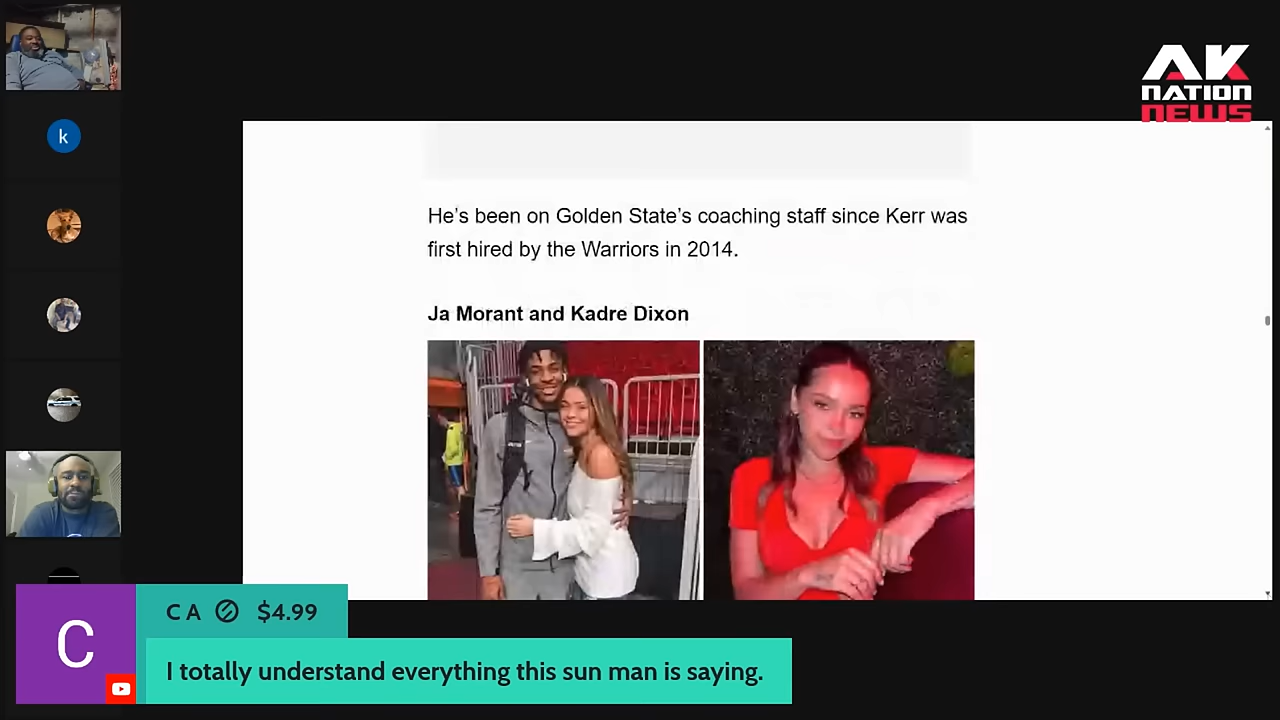 AK
NATION
NEWS
k
He's been on Golden State's coaching staff since Kerr was
first hired by the Warriors in 2014.
Ja Morant and Kadre Dixon
C
C A $4.99
I totally understand everything this sun man is saying.